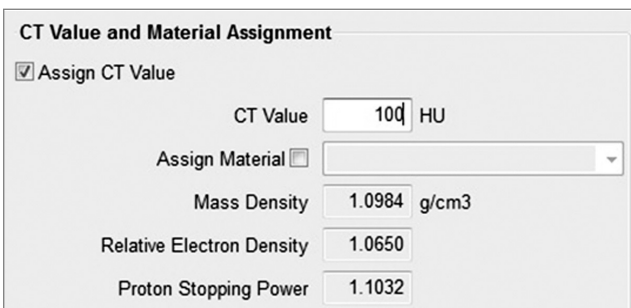 CT Value and Material Assignment
Assign CT Value
CT Value 100 HU
Assign Material
Mass Density 1.0984 g/cm3
Relative Electron Density 1.0650
Proton Stopping Power 1.1032